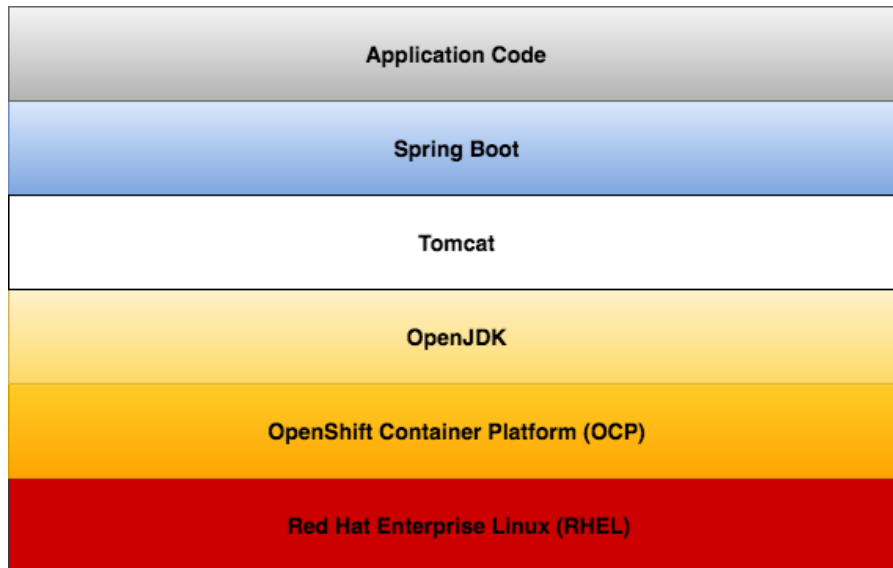 Application Code
Spring Boot
Tomcat
OpenJDK
OpenShift Container Platform (OCP)
Red Hat Enterprise Linux (RHEL)